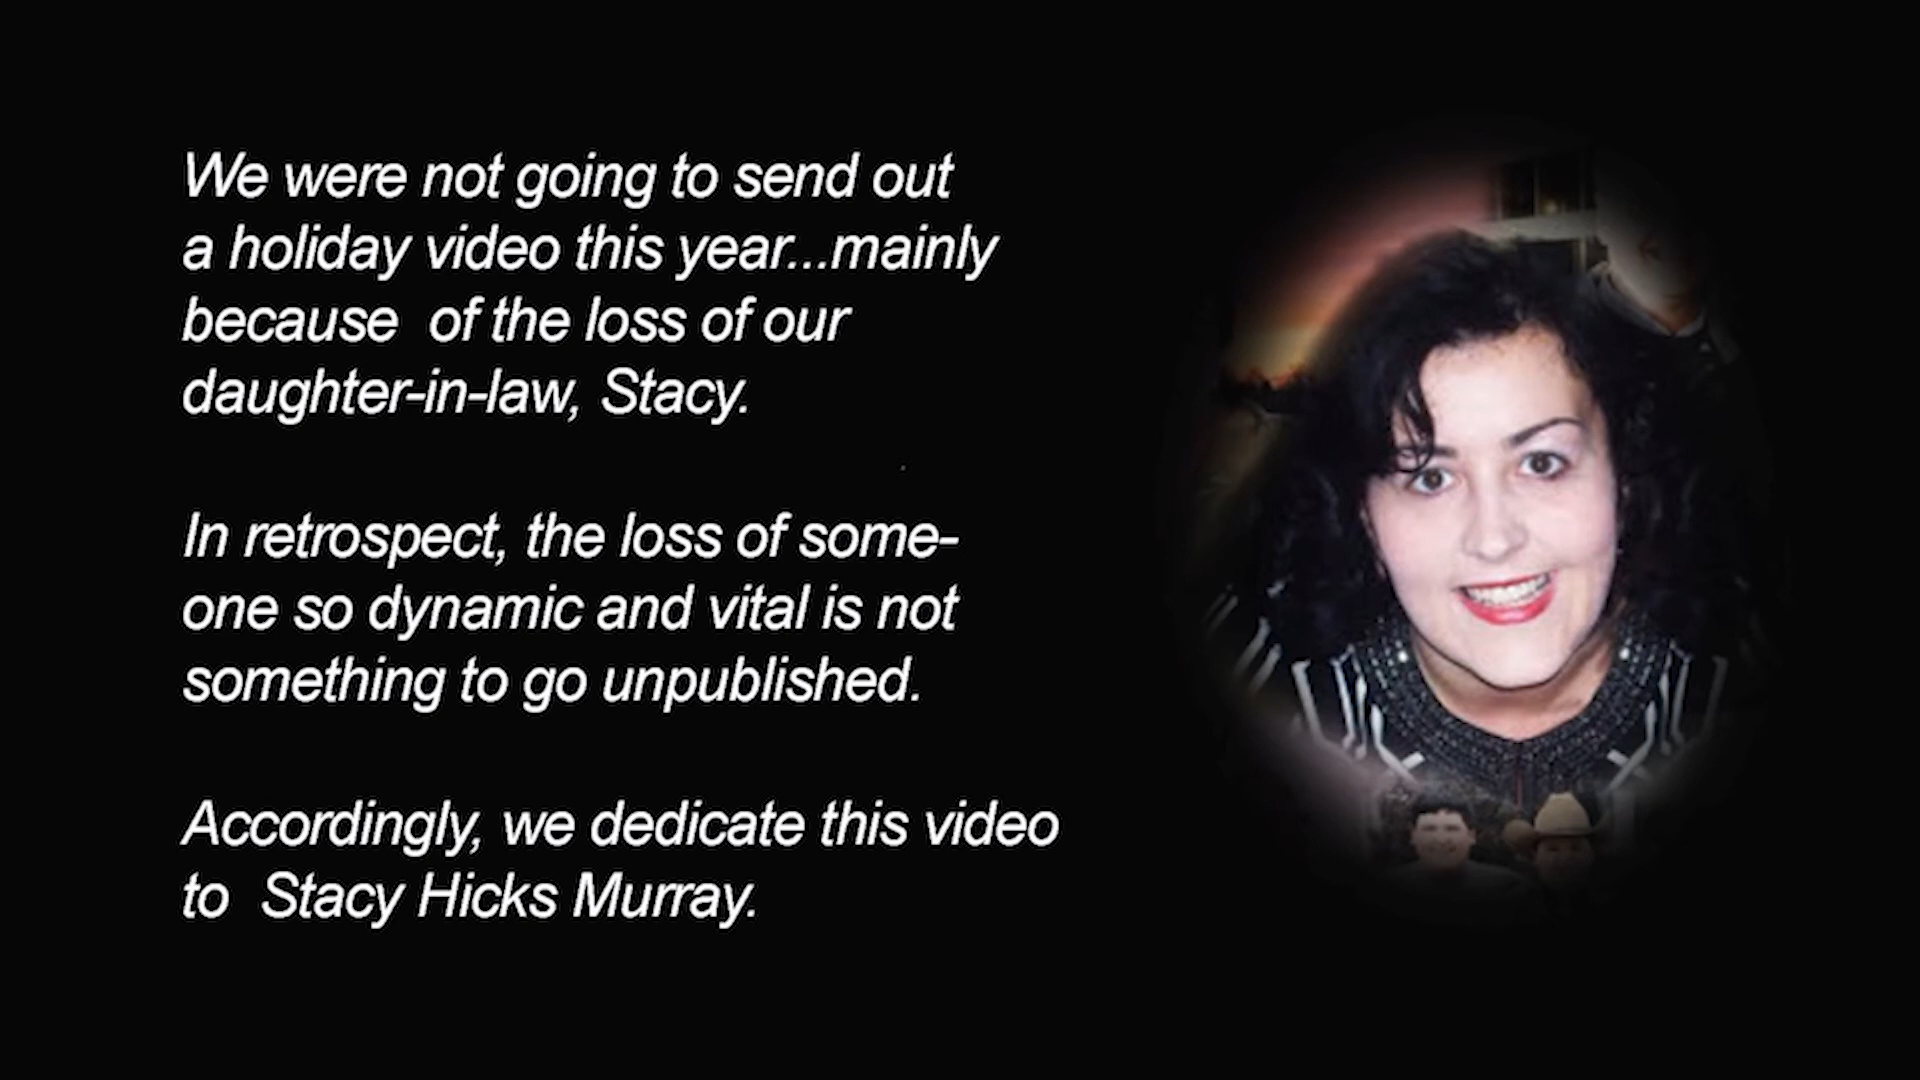 We were not going to send out
a holiday video this year...mainly
because  of the loss of our
daughter-in-law, Stacy.
In retrospect, the loss of some-
one so dynamic and vital is not
something to go unpublished.
Accordingly, we dedicate this video
to  Stacy Hicks Murray.